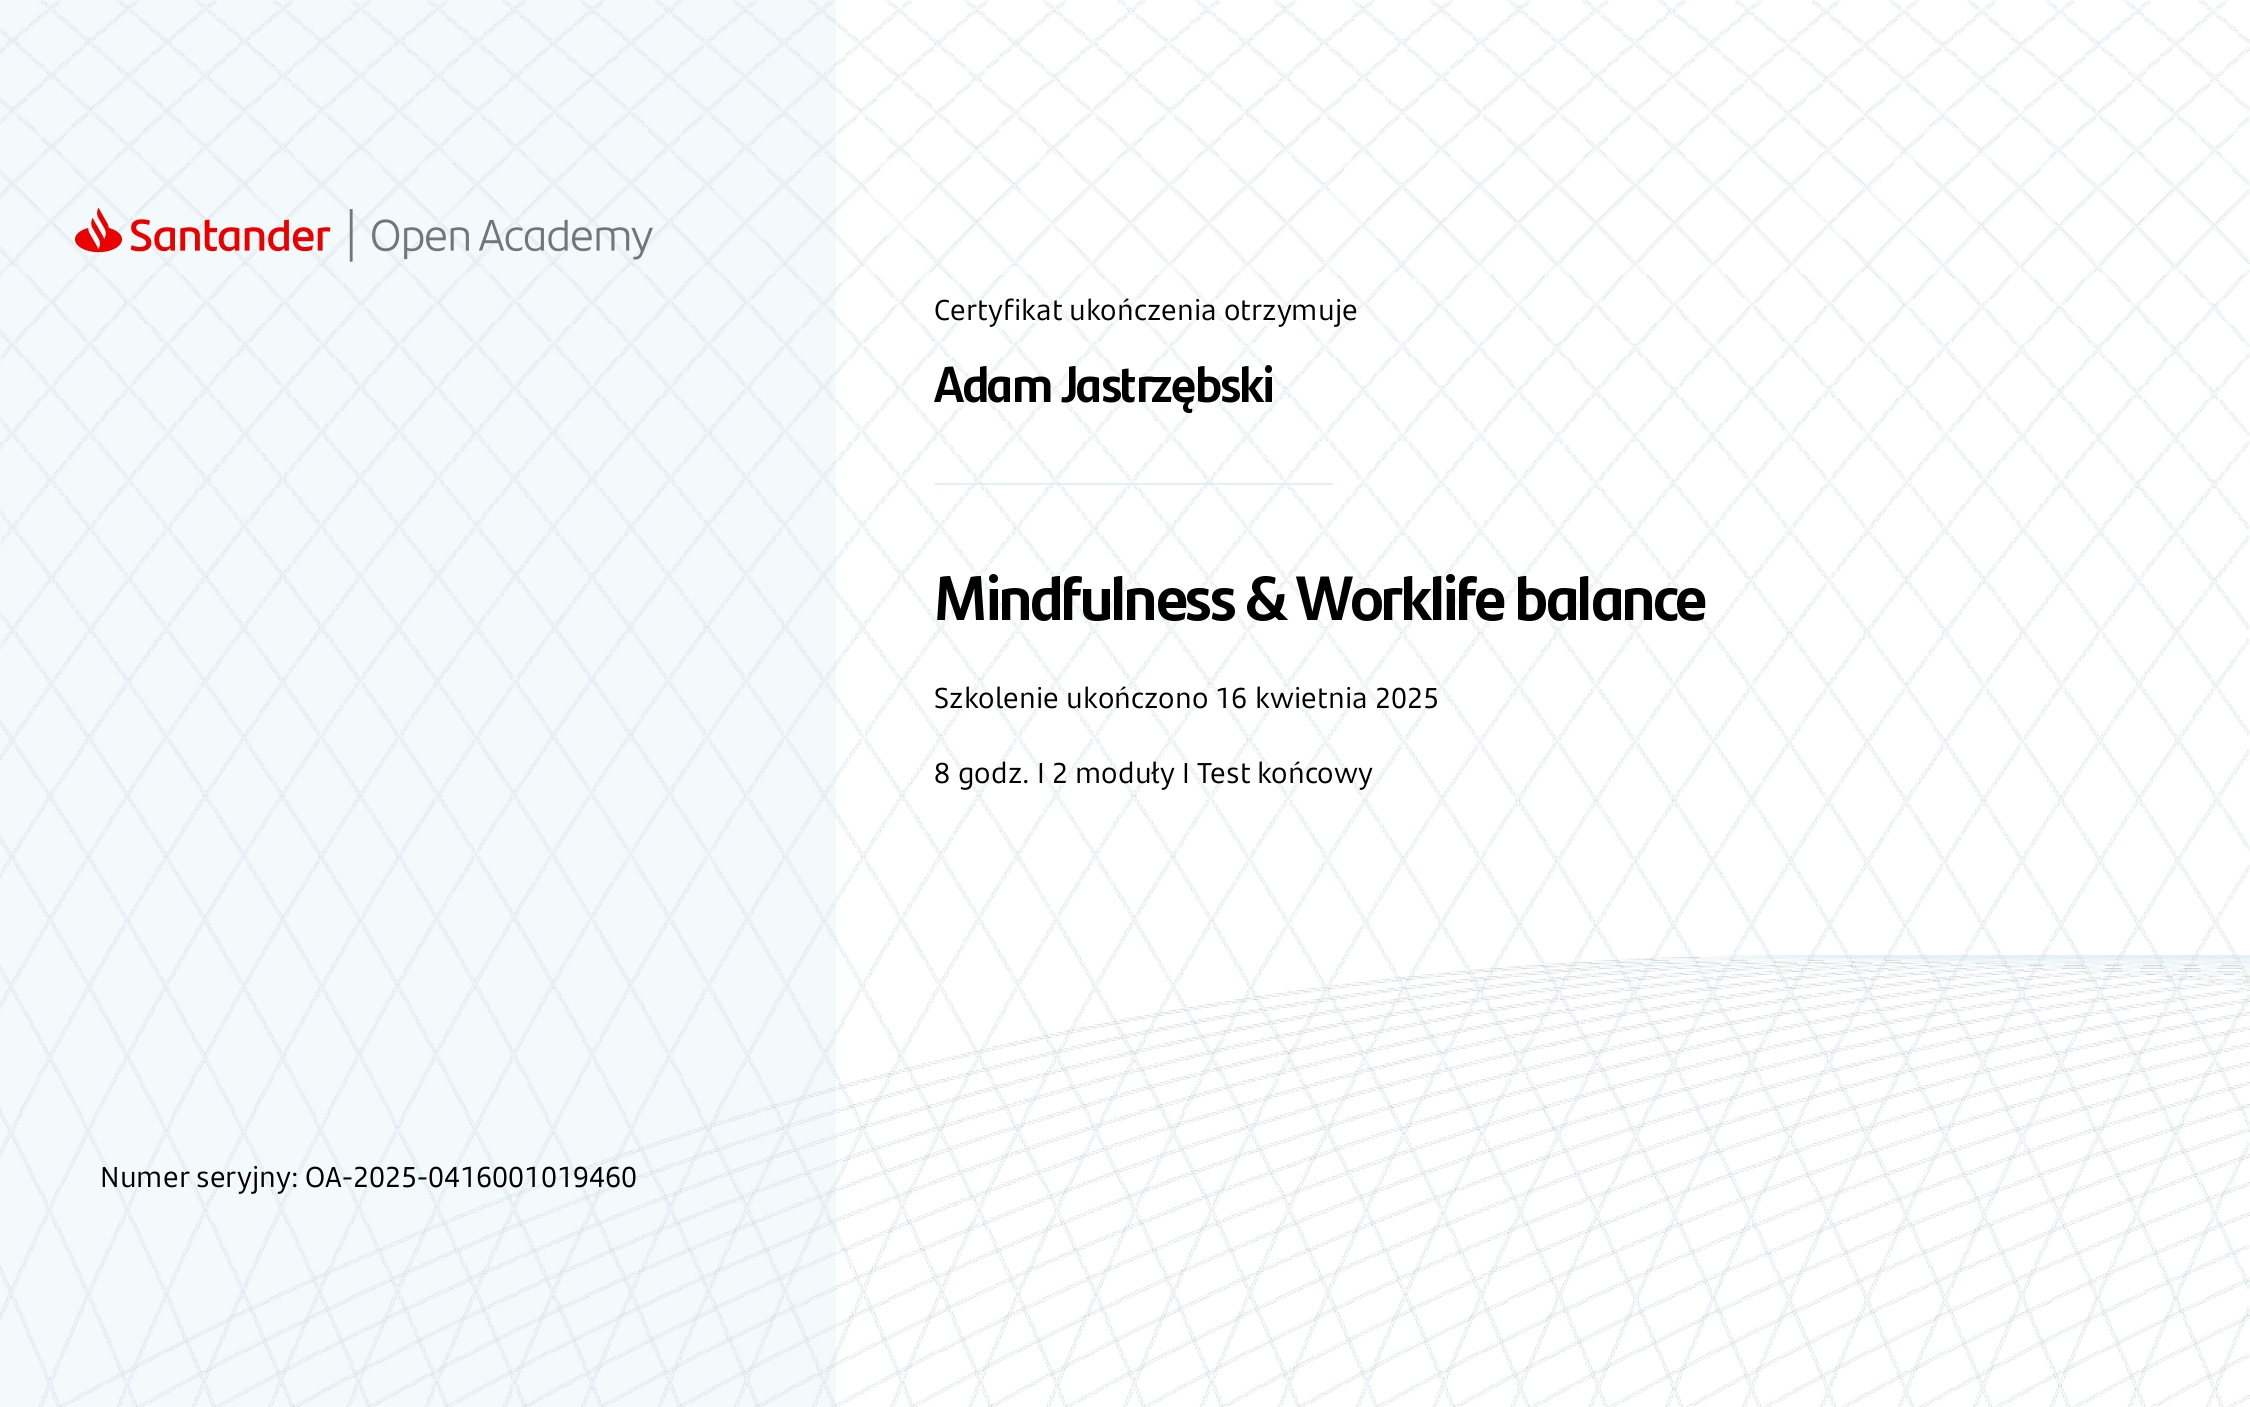 Santander | Open Academy
Certyfikat ukończenia otrzymuje
Adam Jastrzębski
Mindfulness & Worklife balance
Szkolenie ukończono 16 kwietnia 2025
8 godz. I 2 moduły I Test końcowy
Numer seryjny: OA-2025-0416001019460